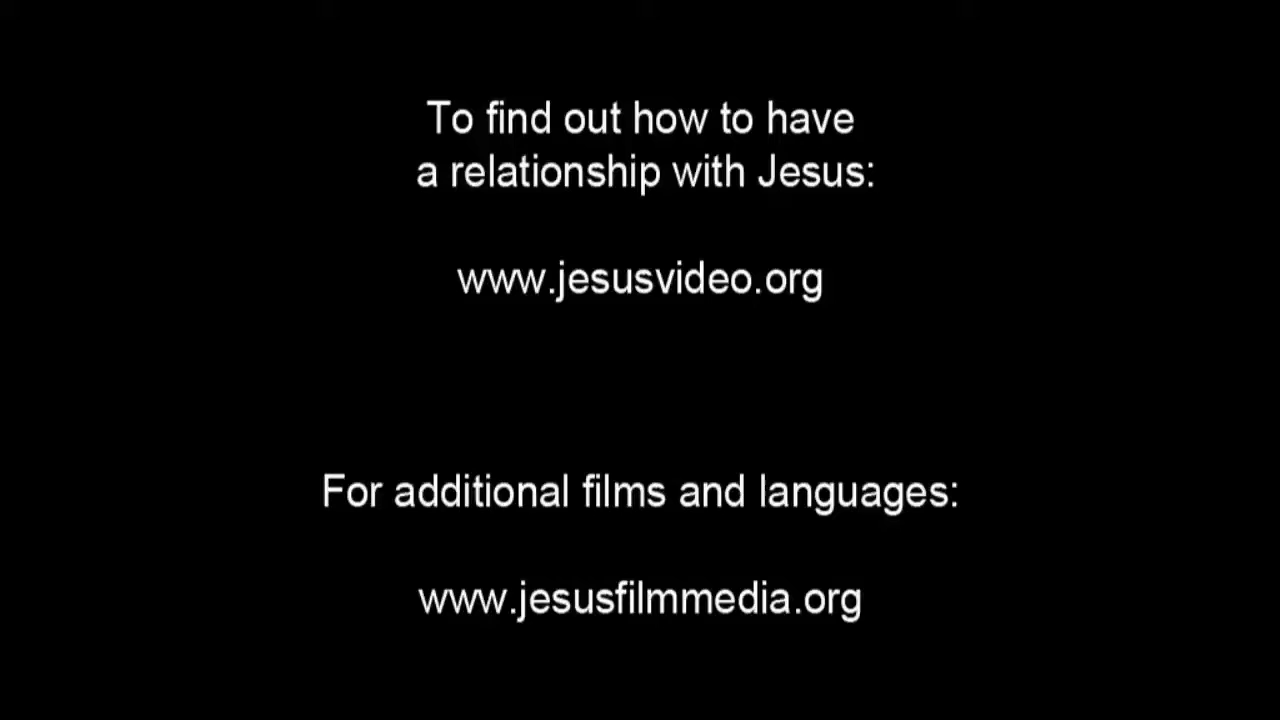 To find out how to have
a relationship with Jesus:
www.jesusvideo.org
For additional films and languages:
www.jesusfilmmedia.org